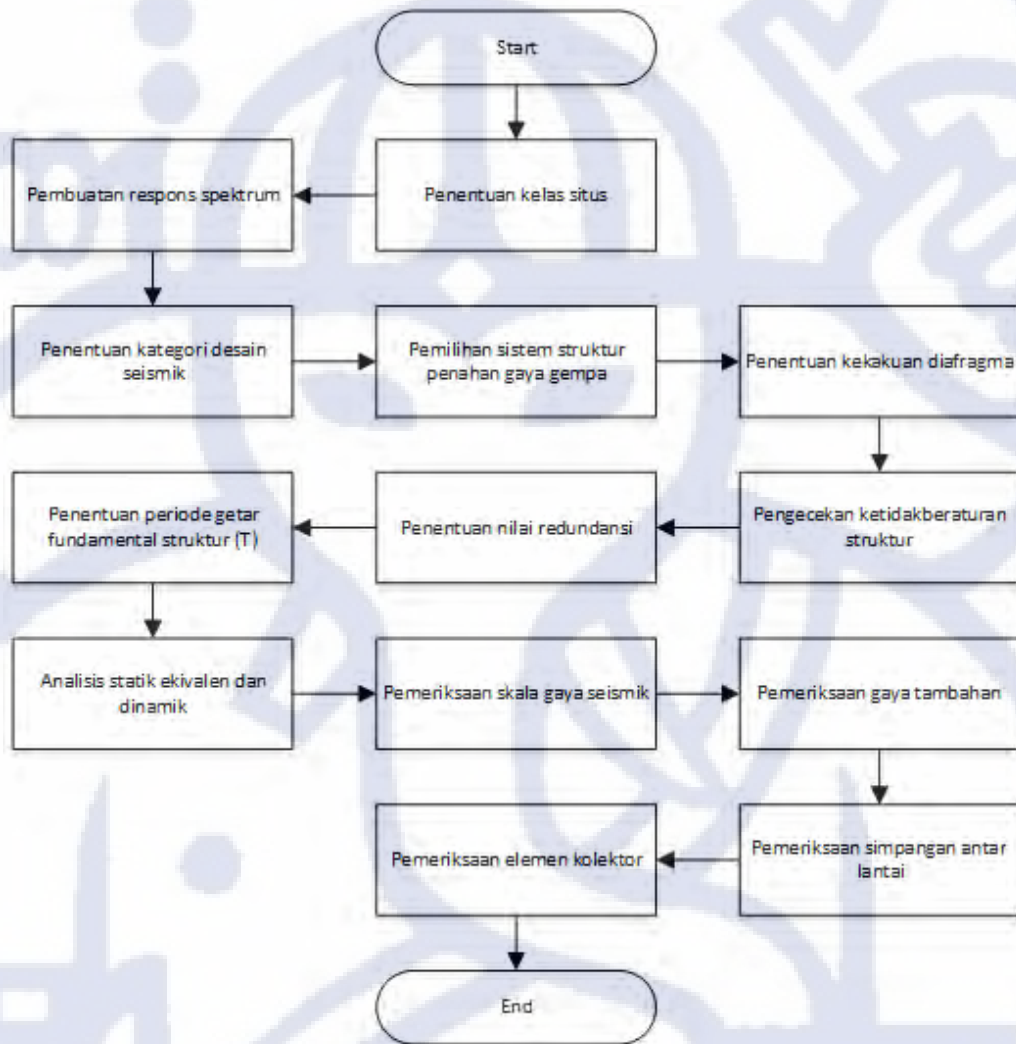 Start
Penentuan kelas situs
Pembuatan respons spektrum
Penentuan kategori desain
seismik
Pemilihan sistem struktur
penahan gaya gempa
Penentuan kekakuan diafragma
Pengecekan ketidakberaturan
struktur
Penentuan nilai redundansi
Penentuan periode getar
fundamental struktur (T)
Analisis statik ekivalen dan
dinamik
Pemeriksaan skala gaya seismik
Pemeriksaan gaya tambahan
Pemeriksaan simpangan antar
lantai
Pemeriksaan elemen kolektor
End